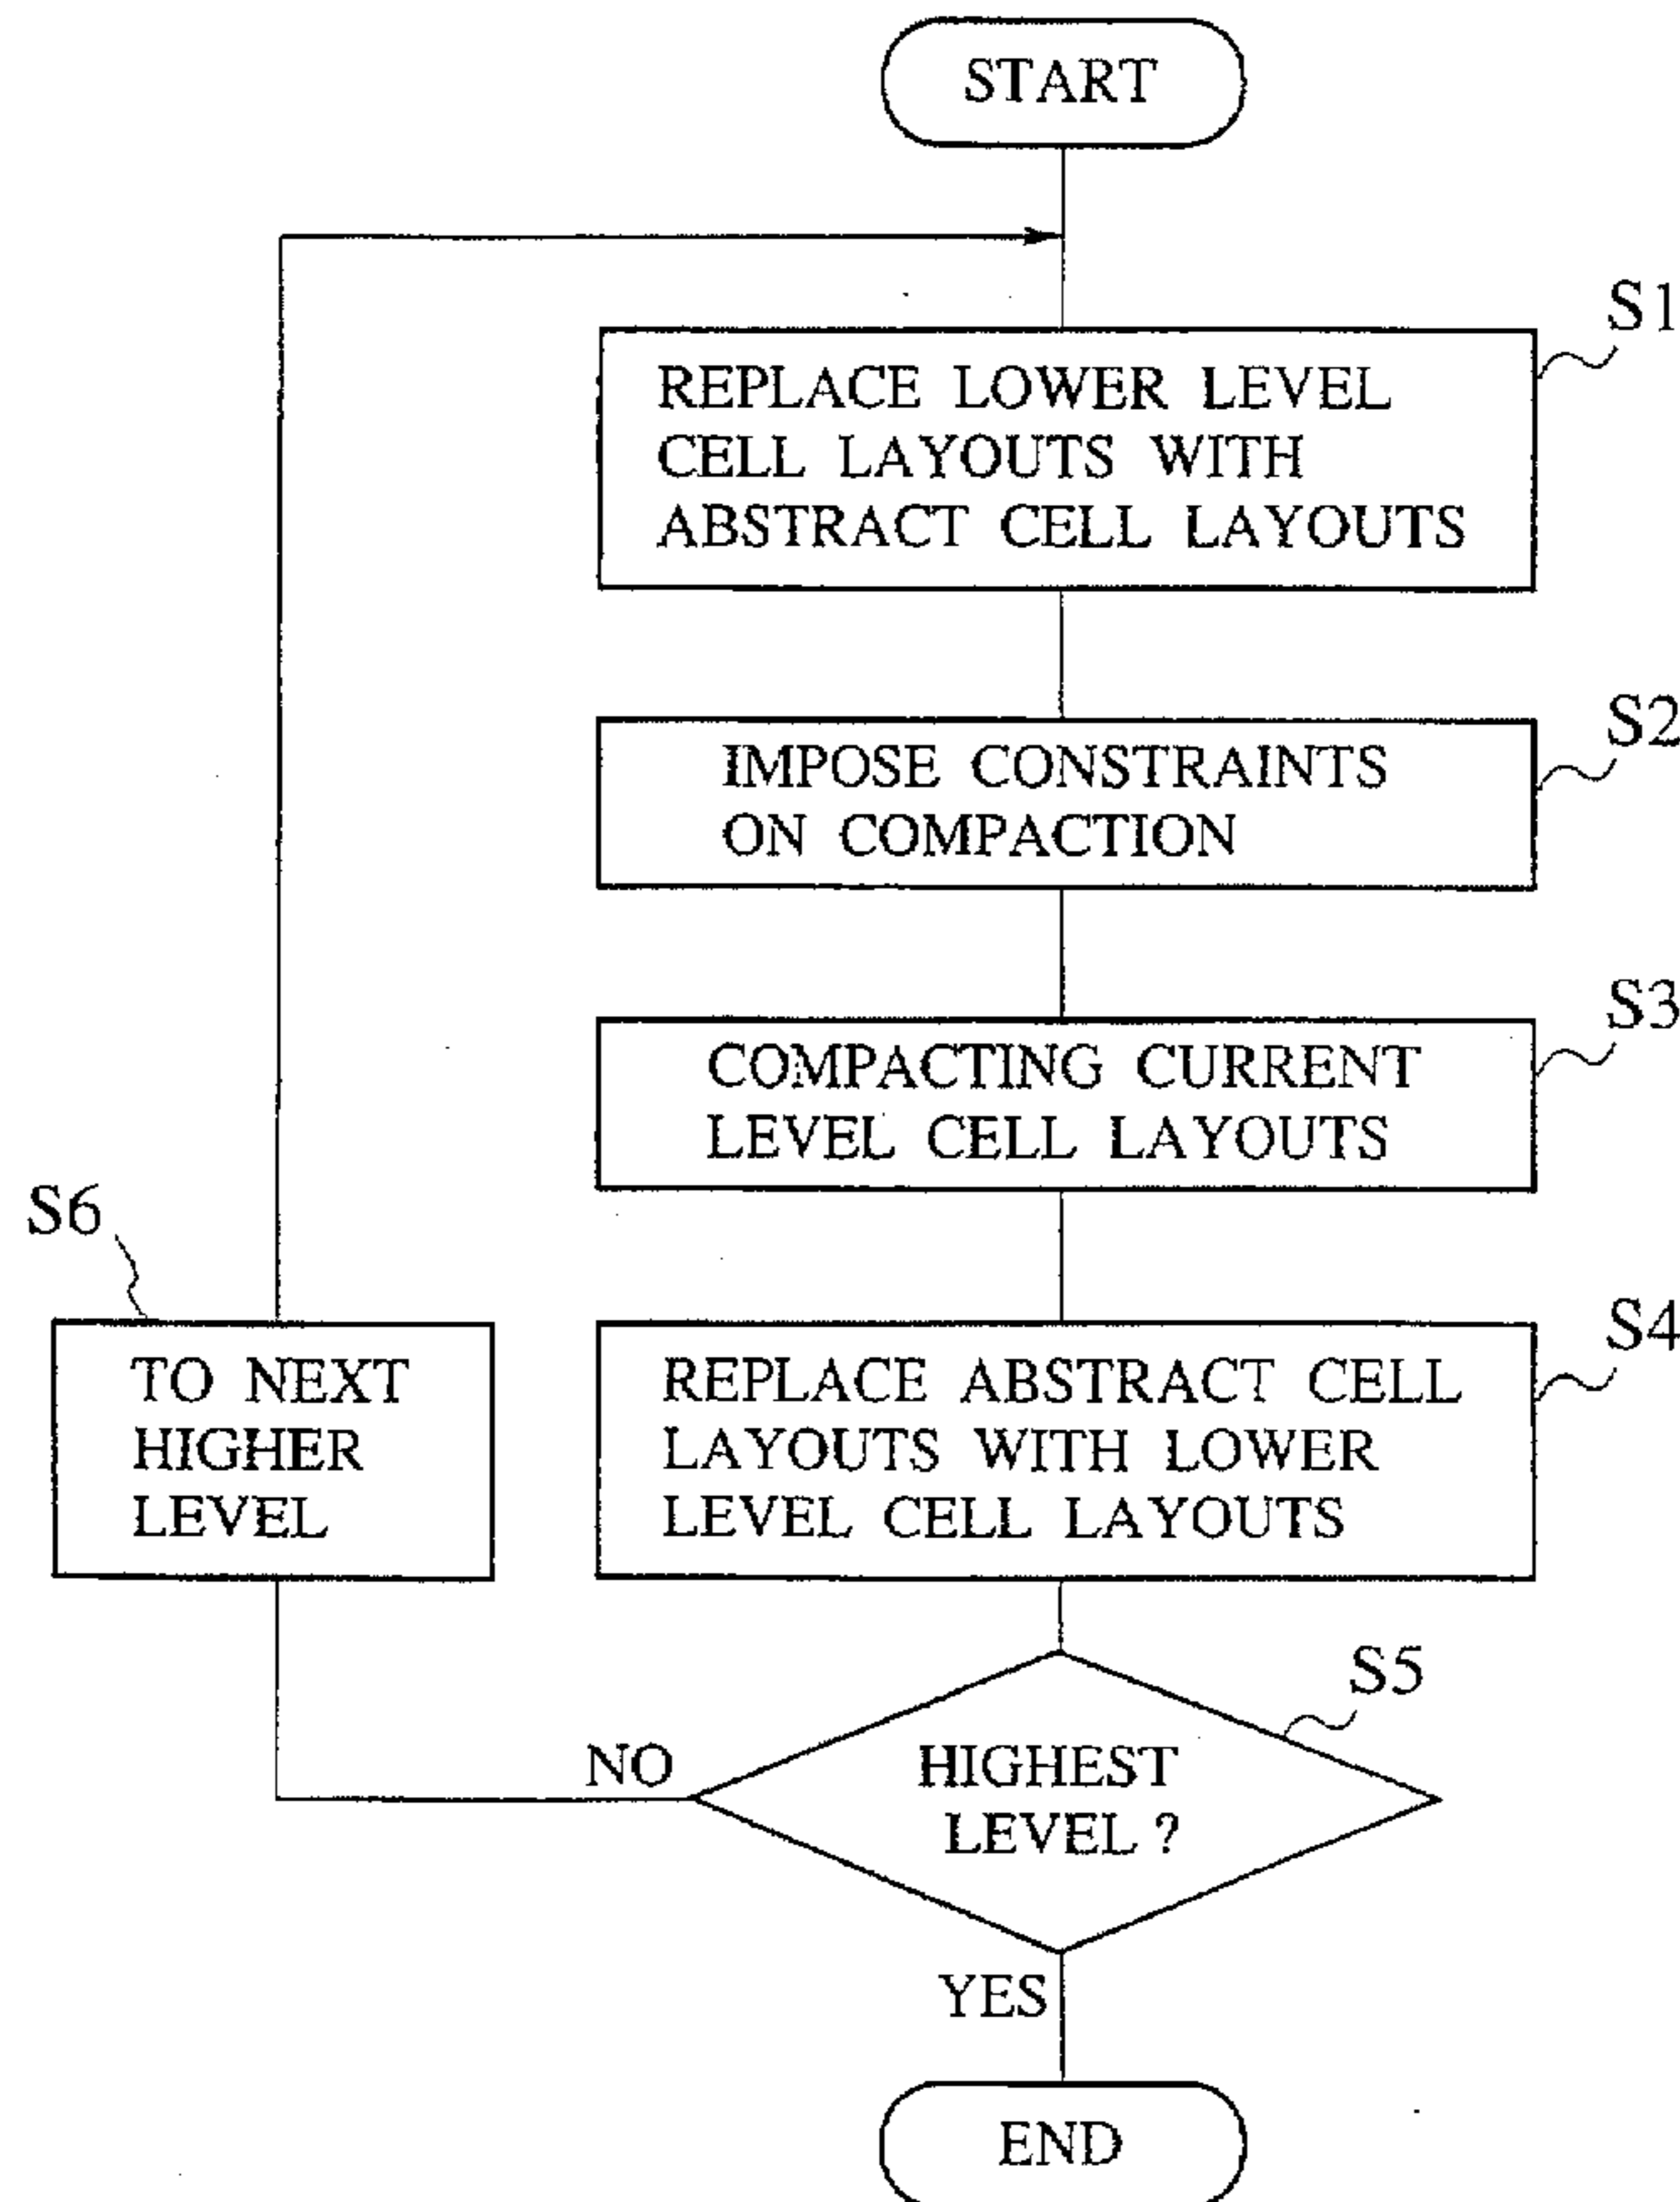 START
S1
REPLACE LOWER LEVEL
CELL LAYOUTS WITH
ABSTRACT CELL LAYOUTS
S2
IMPOSE CONSTRAINTS
ON COMPACTION
S3
COMPACTING CURRENT
LEVEL CELL LAYOUTS
S6
TO NEXT
HIGHER
LEVEL
S4
REPLACE ABSTRACT CELL
LAYOUTS WITH LOWER
LEVEL CELL LAYOUTS
S5
NO
HIGHEST
LEVEL ?
YES
END